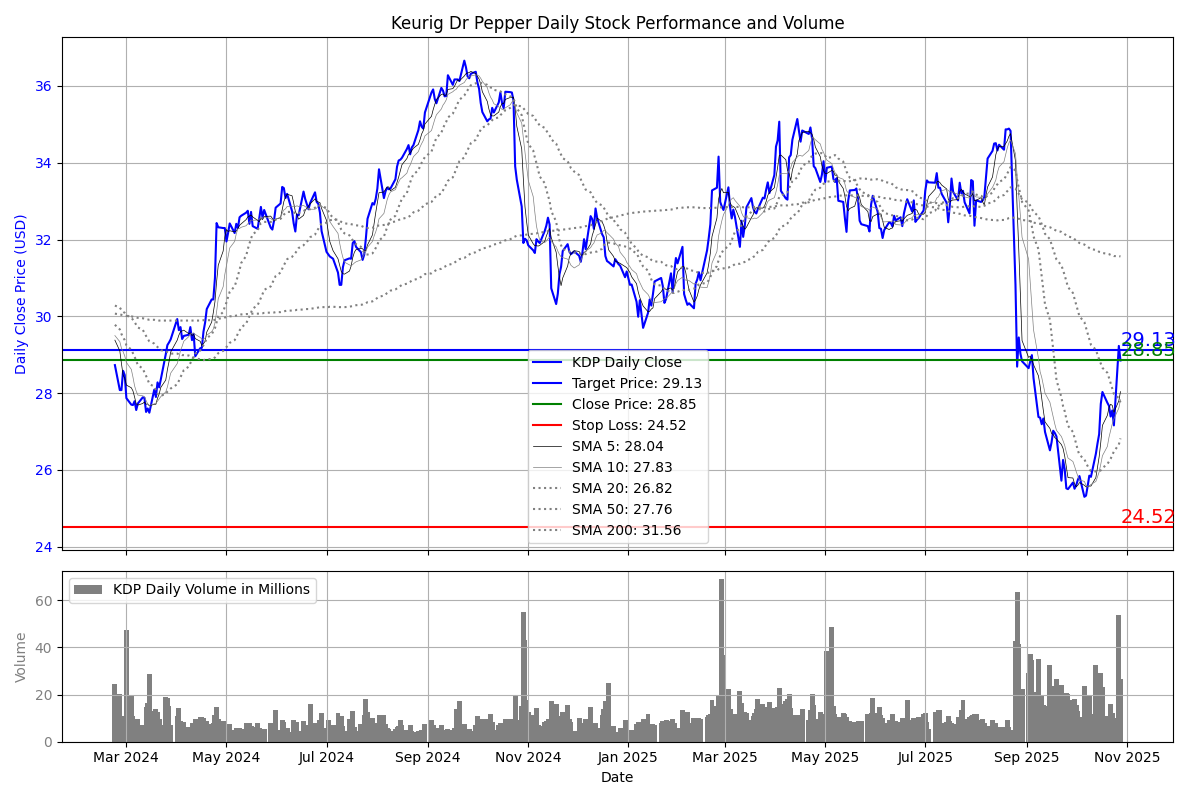 Keurig Dr Pepper Daily Stock Performance and Volume
Daily Close Price (USD)
36
34
32
30
28
26
24
29.13
28.85
24.52
KDP Daily Close
Target Price: 29.13
Close Price: 28.85
Stop Loss: 24.52
SMA 5: 28.04
SMA 10: 27.83
SMA 20: 26.82
SMA 50: 27.76
SMA 200: 31.56
KDP Daily Volume in Millions
Volume
60
40
20
0
Mar 2024 May 2024 Jul 2024 Sep 2024 Nov 2024 Jan 2025 Mar 2025 May 2025 Jul 2025 Sep 2025 Nov 2025
Date